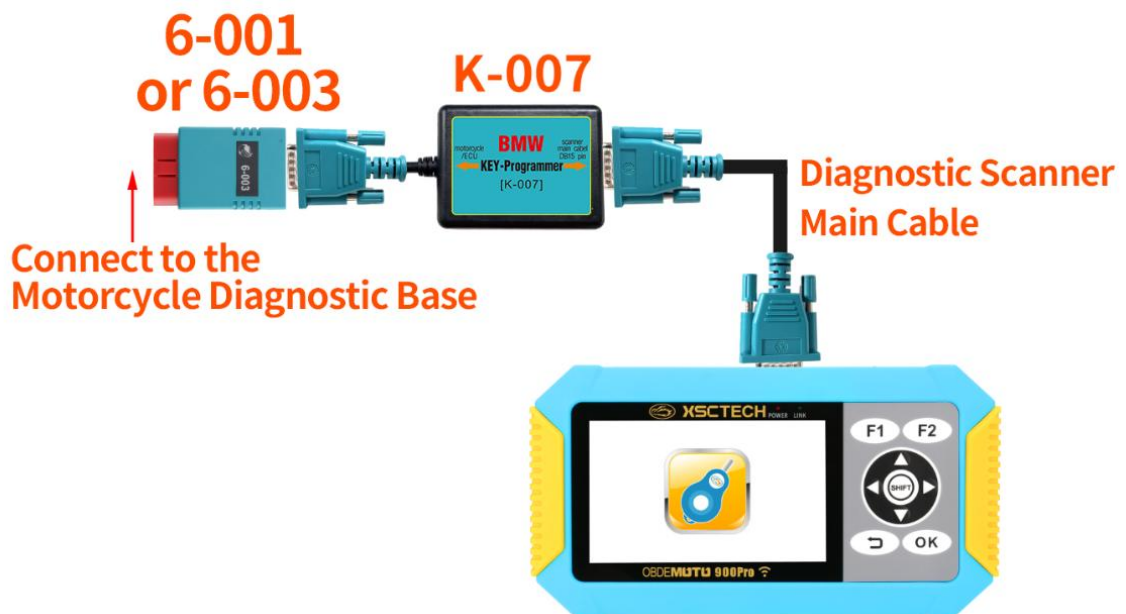 6-001
or 6-003
K-007
6-003
motorcycle
/ECU
BMW
scanner
main cabel
DB15 pin
KEY-Programmer
[K-007]
Diagnostic Scanner
Main Cable
Connect to the
Motorcycle Diagnostic Base
XSCTECH
POWER LINK
F1
F2
SHIFT
OK
OBDEMOTO 900Pro